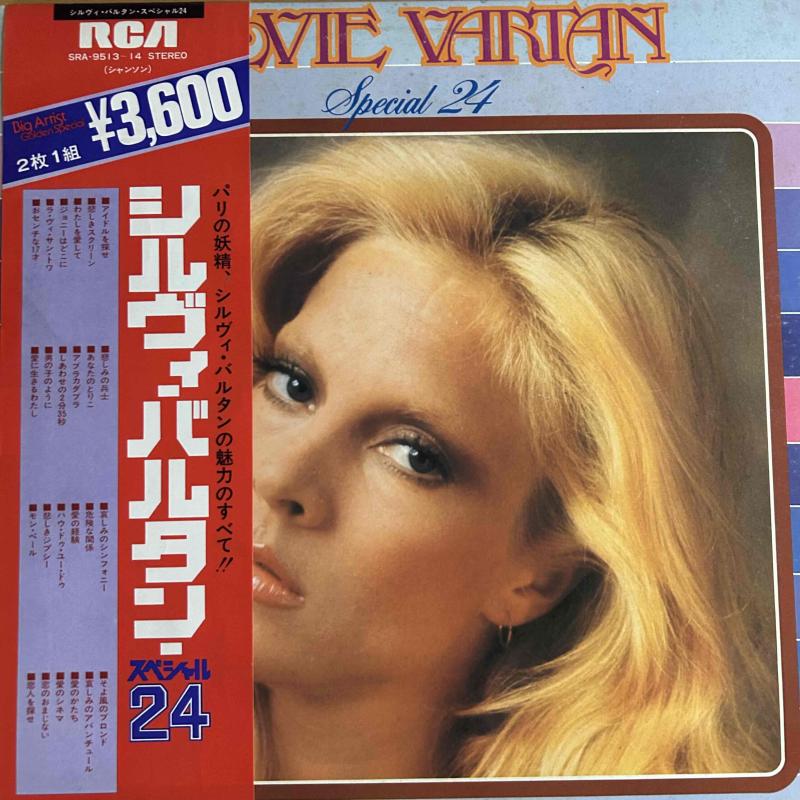 シルヴィ・バルタン・スペシャル24
RCA
SRA-9513~14 STEREO
(シャンソン)
Big Artist
Golden Special
¥3,600
2枚1組
VIE VARTAN
Special 24
パリの妖精、シルヴィ・バルタンの魅力のすべて!!
シルヴィ・バルタン・
スペシャル
24
■アイドルを探せ
■悲しきスクリーン
■わたしを愛して
■ジョニーはどこに
■ラ・ヴィ・サン・トワ
■おセンチな17才
■悲しみの兵士
■あなたのとりこ
■アブラカダブラ
■しあわせの2分35秒
■男の子のように
■愛に生きるわたし
■哀しみのシンフォニー
■危険な関係
■愛の経験
■ハウ・ドゥ・ユー・ドゥ
■悲しきジプシー
■モン・ペール
■そよ風のブロンド
■哀しみのアバンチュール
■愛のかたち
■愛のシネマ
■恋のおまじない
■恋人を探せ